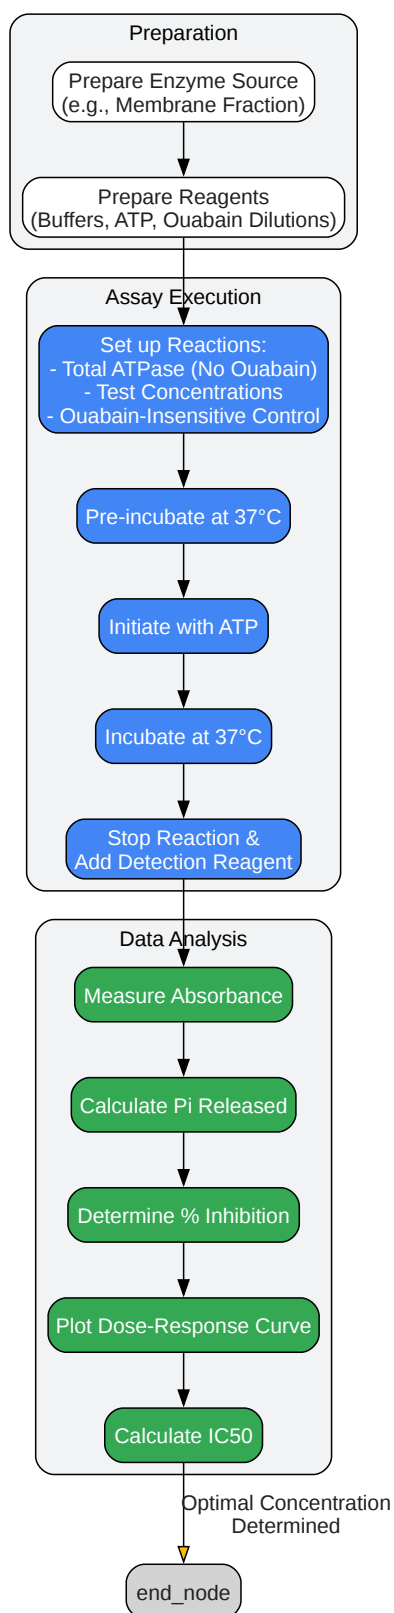 Preparation
Prepare Enzyme Source
(e.g., Membrane Fraction)
Prepare Reagents
(Buffers, ATP, Ouabain Dilutions)
Assay Execution
Set up Reactions:
- Total ATPase (No Ouabain)
- Test Concentrations
- Ouabain-Insensitive Control
Pre-incubate at 37°C
Initiate with ATP
Incubate at 37°C
Stop Reaction &
Add Detection Reagent
Data Analysis
Measure Absorbance
Calculate Pi Released
Determine % Inhibition
Plot Dose-Response Curve
Calculate IC50
Optimal Concentration
Determined
end_node